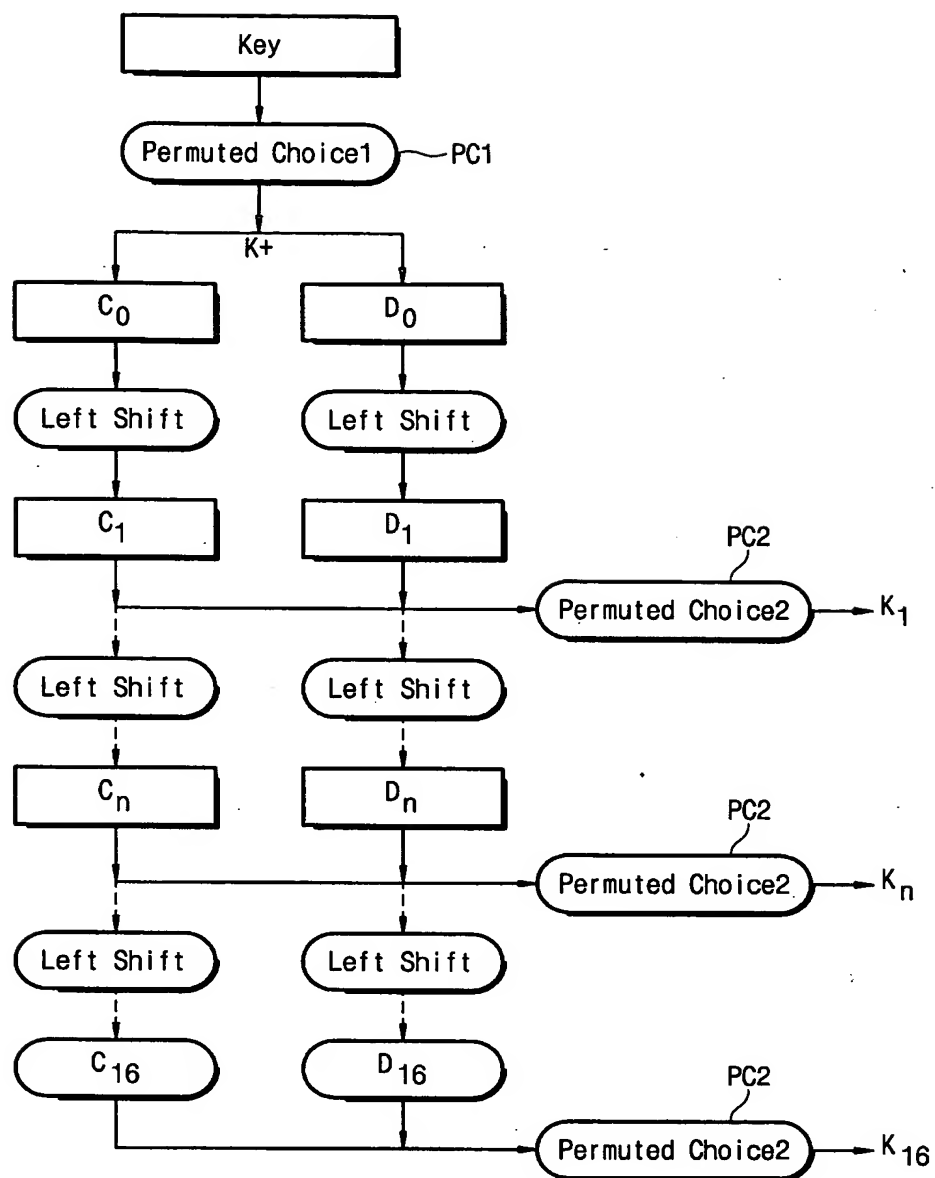 Key
Permuted Choice1 PC1
K+
C0 D0
Left Shift Left Shift
C1 D1
PC2
Permuted Choice2 K1
Left Shift Left Shift
Cn Dn
PC2
Permuted Choice2 Kn
Left Shift Left Shift
C16 D16
PC2
Permuted Choice2 K16